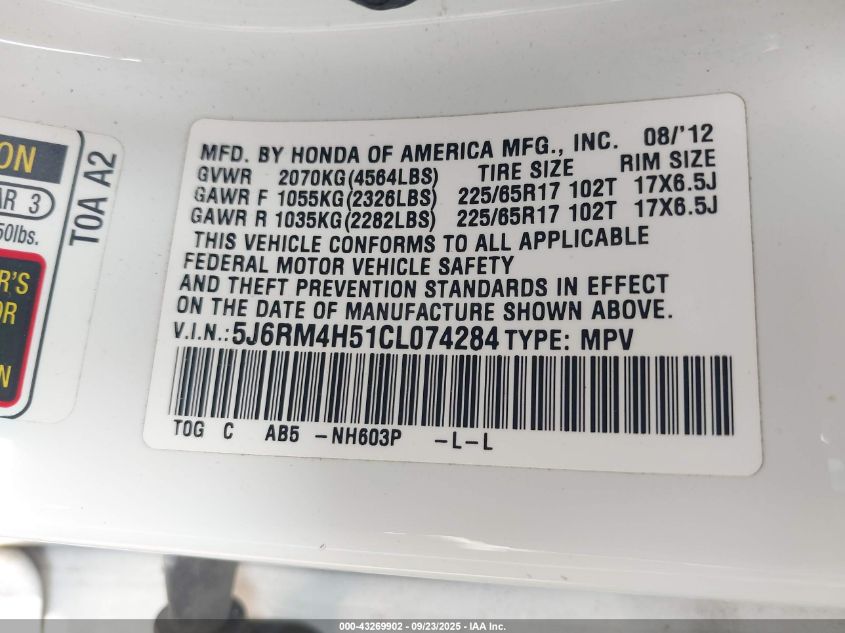 MFD. BY HONDA OF AMERICA MFG., INC. 08/'12
GVWR 2070KG(4564LBS) TIRE SIZE RIM SIZE
GAWR F 1055KG(2326LBS) 225/65R17 102T 17X6.5J
GAWR R 1035KG(2282LBS) 225/65R17 102T 17X6.5J
THIS VEHICLE CONFORMS TO ALL APPLICABLE
FEDERAL MOTOR VEHICLE SAFETY
AND THEFT PREVENTION STANDARDS IN EFFECT
ON THE DATE OF MANUFACTURE SHOWN ABOVE.
V.I.N.:5J6RM4H51CL074284 TYPE: MPV
T0G C AB5 -NH603P -L-L
T0A A2
3
000-43269902 - 09/23/2025 - IAA Inc.